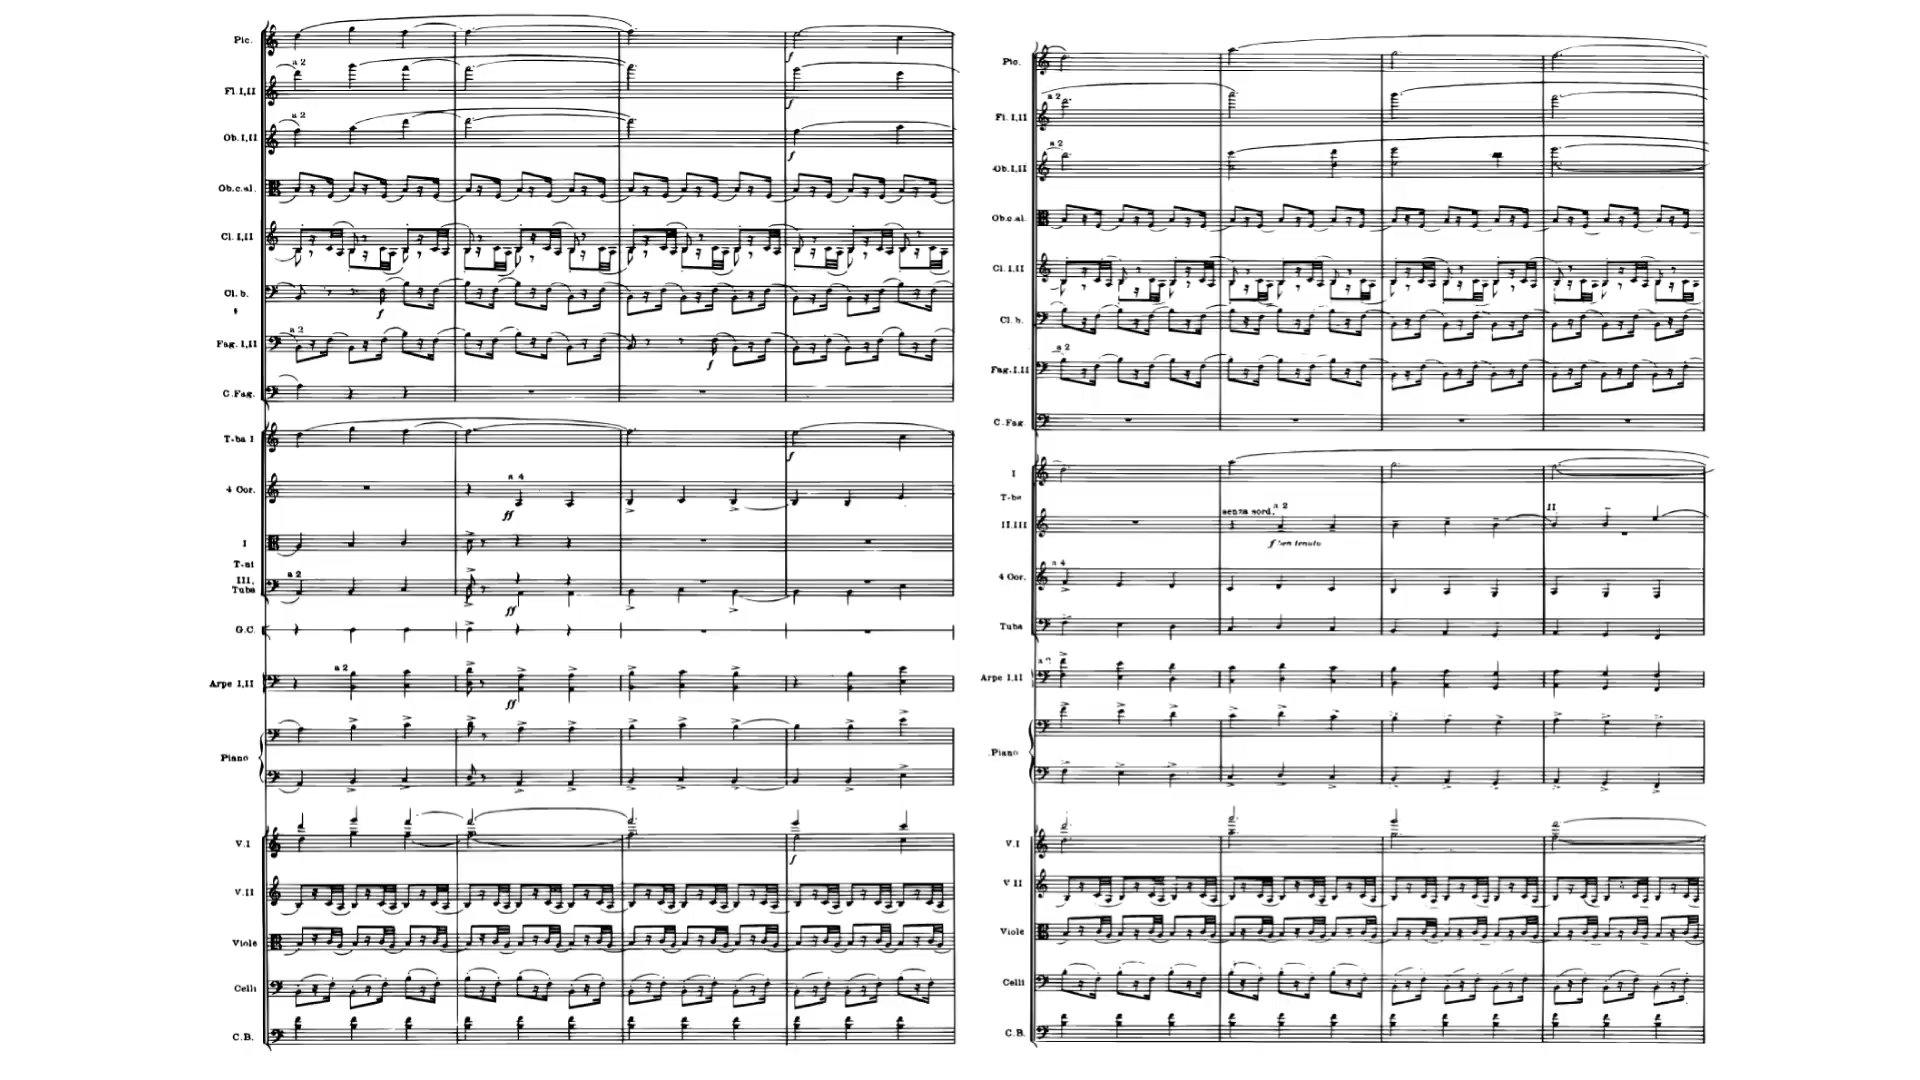 Pic.
a 2
Fl. I,II
f
a 2
Ob. I,II
f
Ob.c.al.
f
Cl. I,II
Cl. b.
f
a 2
Fag. I,II
f
C.Fag.
T-ba I
f
a 4
4 Cor.
ff
I
T-ni
a 2
III.
Tuba
ff
G.C.
a 2
Arpe I,II
ff
Piano
V.I
f
V.II
Viole
Celli
C.B.
Pic.
a 2
Fl. I,II
a 2
Ob. I,II
Ob.c.al.
Cl. I,II
Cl. b.
a 2
Fag. I,II
C.Fag.
I
T-be
senza sord. a 2
II
II.III
f ben tenuto
a 4
4 Cor.
Tuba
a 2
Arpe I,II
Piano
V.I
V II
Viole
Celli
C.B.